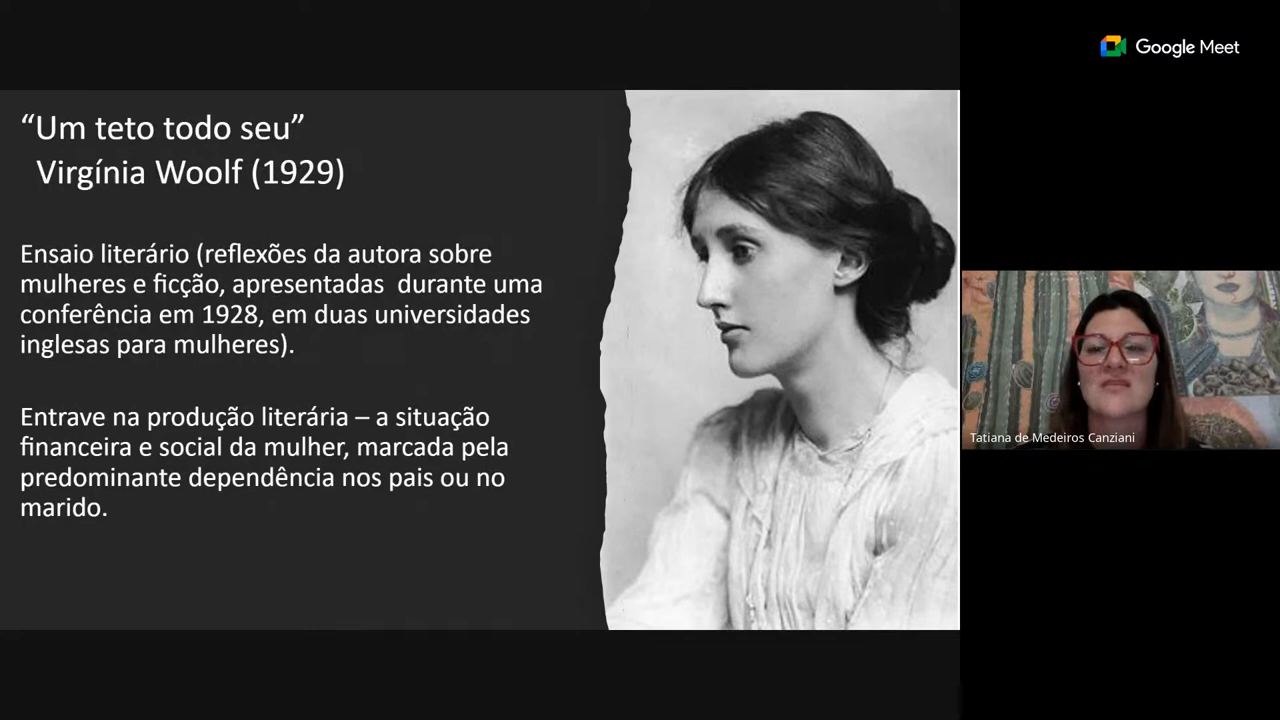 “Um teto todo seu”
Virgínia Woolf (1929)
Ensaio literário (reflexões da autora sobre
mulheres e ficção, apresentadas  durante uma
conferência em 1928, em duas universidades
inglesas para mulheres).
Entrave na produção literária – a situação
financeira e social da mulher, marcada pela
predominante dependência nos pais ou no
marido.
Google Meet
Tatiana de Medeiros Canziani